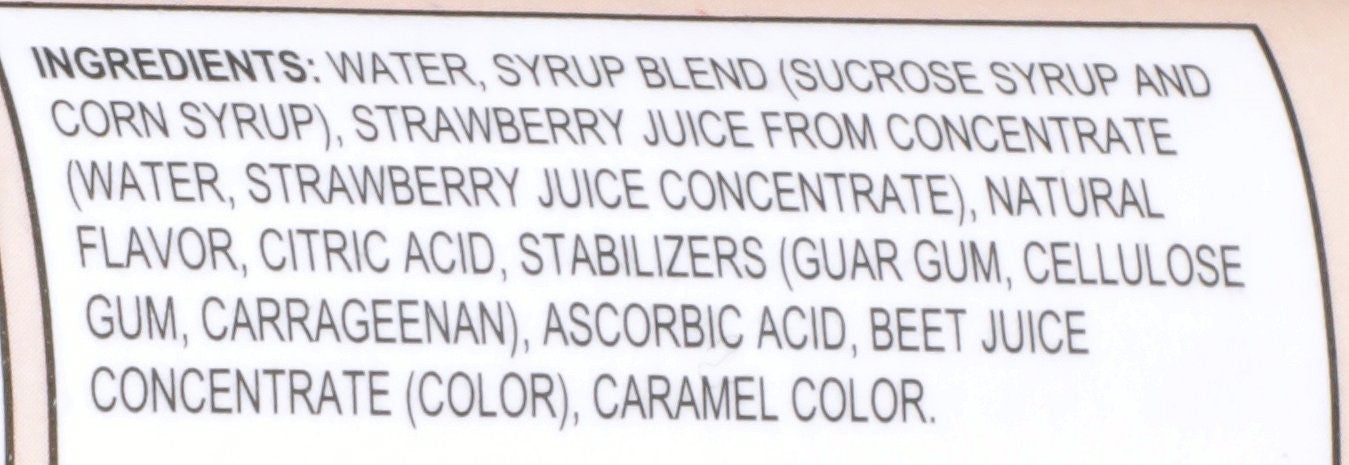 INGREDIENTS: WATER, SYRUP BLEND (SUCROSE SYRUP AND
CORN SYRUP), STRAWBERRY JUICE FROM CONCENTRATE
(WATER, STRAWBERRY JUICE CONCENTRATE), NATURAL
FLAVOR, CITRIC ACID, STABILIZERS (GUAR GUM, CELLULOSE
GUM, CARRAGEENAN), ASCORBIC ACID, BEET JUICE
CONCENTRATE (COLOR), CARAMEL COLOR.